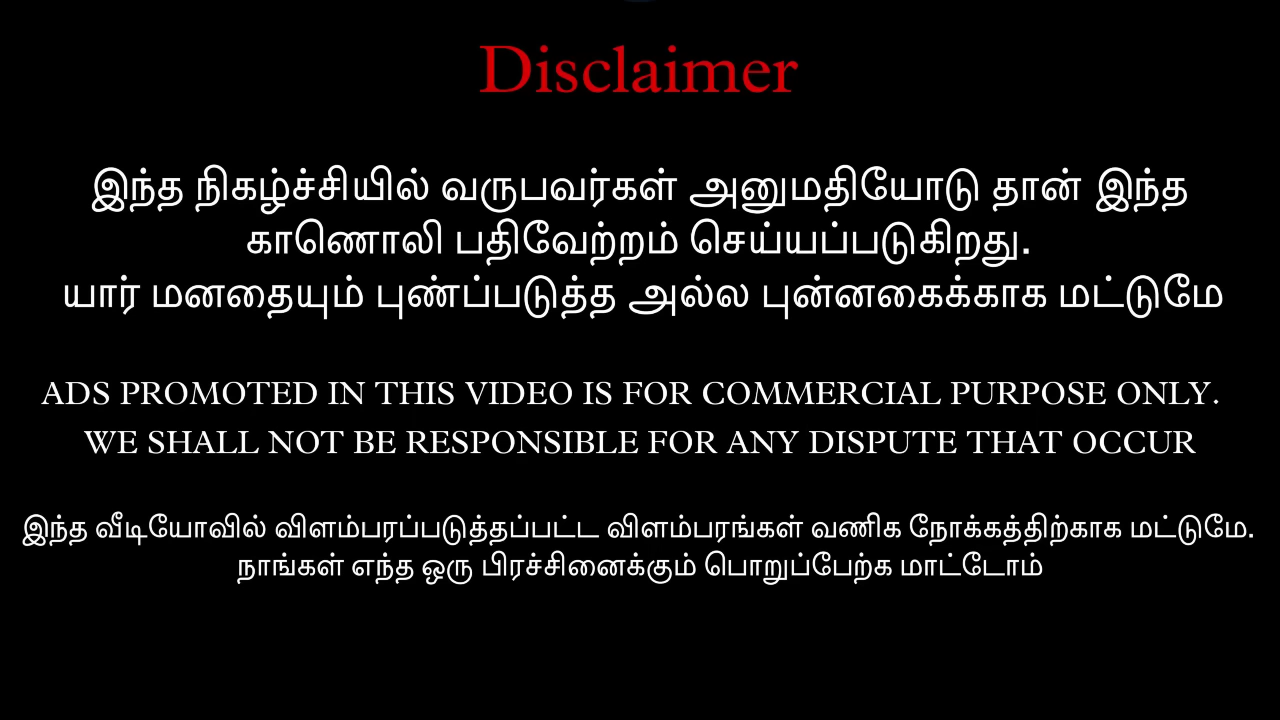 Disclaimer
இந்த நிகழ்ச்சியில் வருபவர்கள் அனுமதியோடு தான் இந்த
காணொலி பதிவேற்றம் செய்யப்படுகிறது.
யார் மனதையும் புண்ப்படுத்த அல்ல புன்னகைக்காக மட்டுமே
ADS PROMOTED IN THIS VIDEO IS FOR COMMERCIAL PURPOSE ONLY.
WE SHALL NOT BE RESPONSIBLE FOR ANY DISPUTE THAT OCCUR
இந்த வீடியோவில் விளம்பரப்படுத்தப்பட்ட விளம்பரங்கள் வணிக நோக்கத்திற்காக மட்டுமே.
நாங்கள் எந்த ஒரு பிரச்சினைக்கும் பொறுப்பேற்க மாட்டோம்